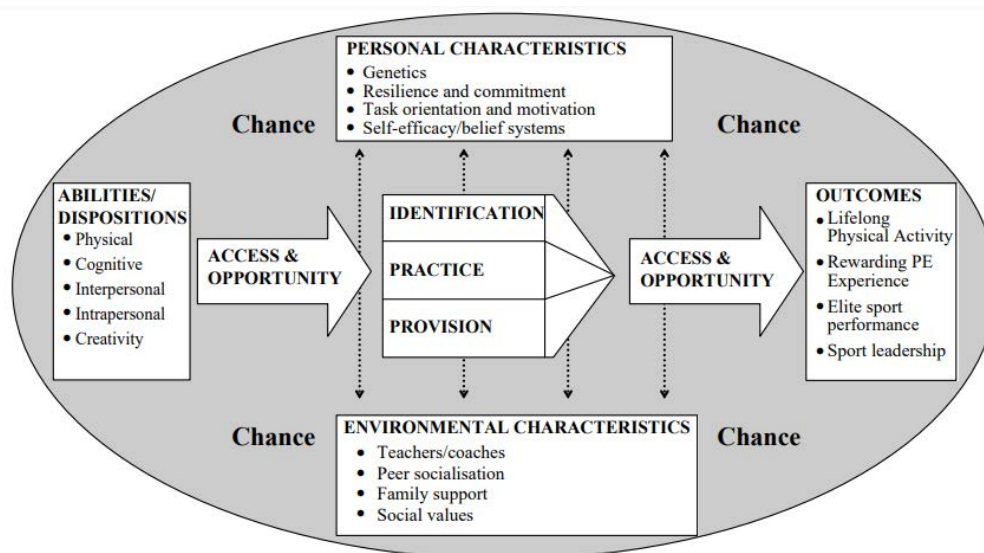 PERSONAL CHARACTERISTICS
• Genetics
• Resilience and commitment
• Task orientation and motivation
• Self-efficacy/belief systems
Chance
Chance
ABILITIES/
DISPOSITIONS
• Physical
• Cognitive
• Interpersonal
• Intrapersonal
• Creativity
ACCESS &
OPPORTUNITY
IDENTIFICATION
PRACTICE
PROVISION
ACCESS &
OPPORTUNITY
OUTCOMES
• Lifelong
Physical Activity
• Rewarding PE
Experience
• Elite sport
performance
• Sport leadership
Chance
Chance
ENVIRONMENTAL CHARACTERISTICS
• Teachers/coaches
• Peer socialisation
• Family support
• Social values